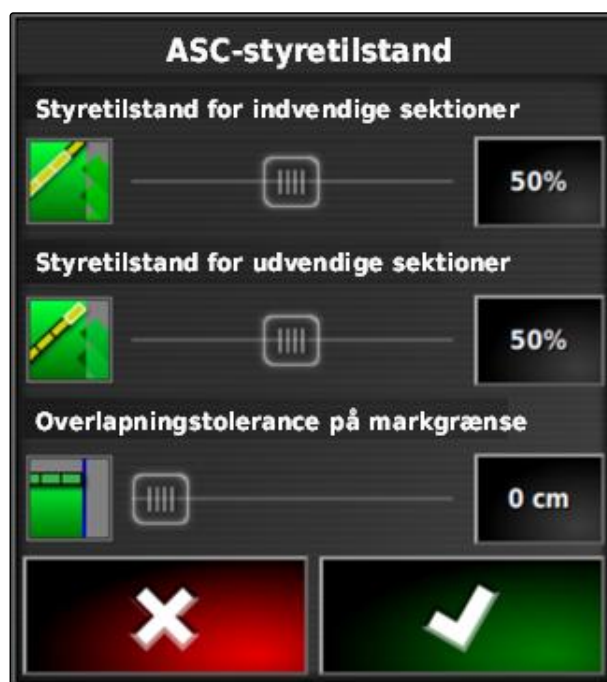 ASC-styretilstand
Styretilstand for indvendige sektioner
50%
Styretilstand for udvendige sektioner
50%
Overlapningstolerance på markgrænse
0 cm